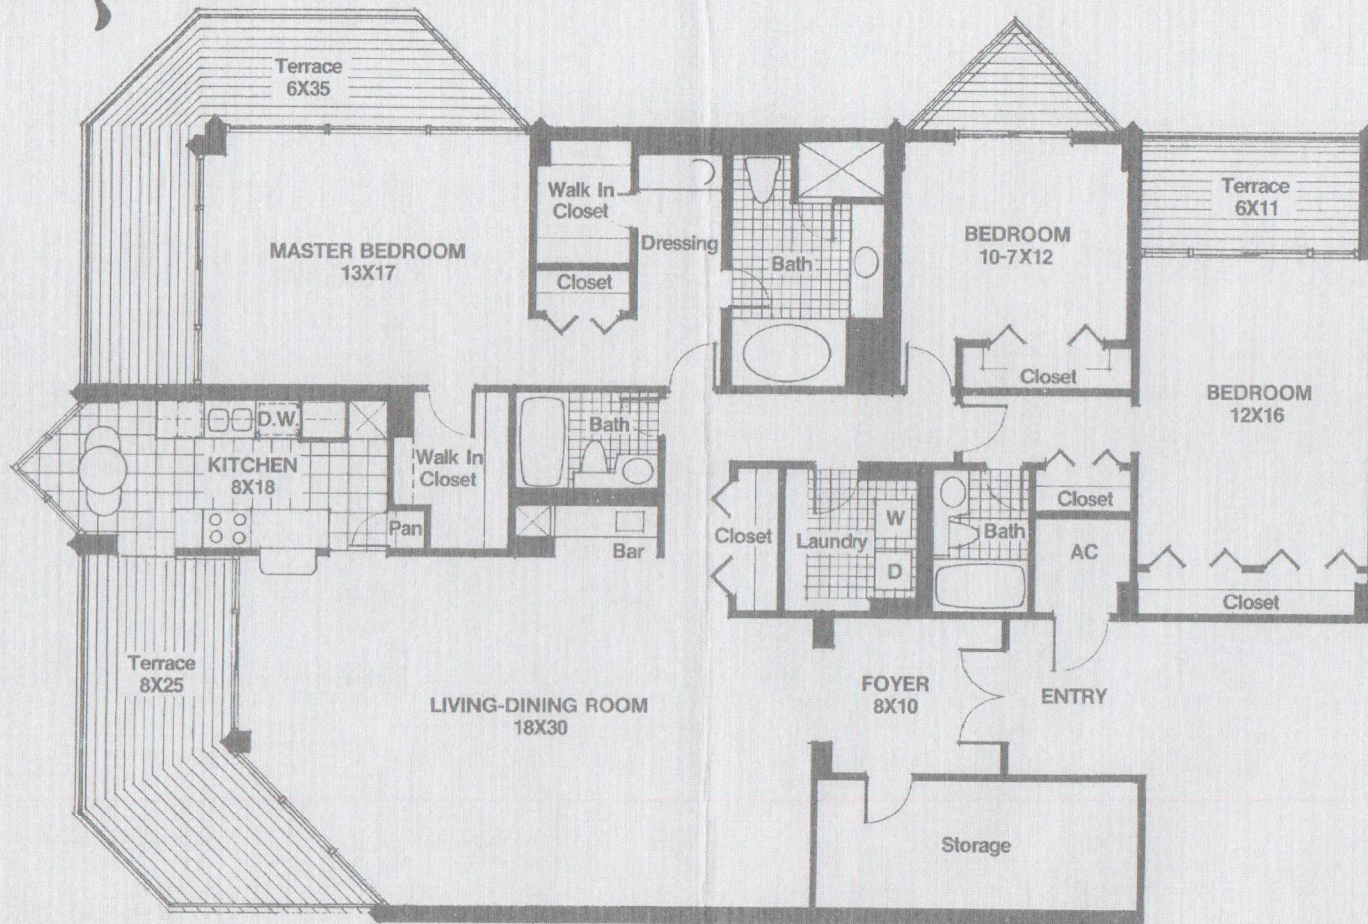 Terrace
6X35
Walk In
Closet
Dressing
Closet
Bath
MASTER BEDROOM
13X17
BEDROOM
10-7X12
Closet
Terrace
6X11
BEDROOM
12X16
D.W.
KITCHEN
8X18
Pan
Walk In
Closet
Bath
Bar
Closet
Laundry
W
D
Bath
Closet
AC
Closet
Terrace
8X25
LIVING-DINING ROOM
18X30
FOYER
8X10
ENTRY
Storage